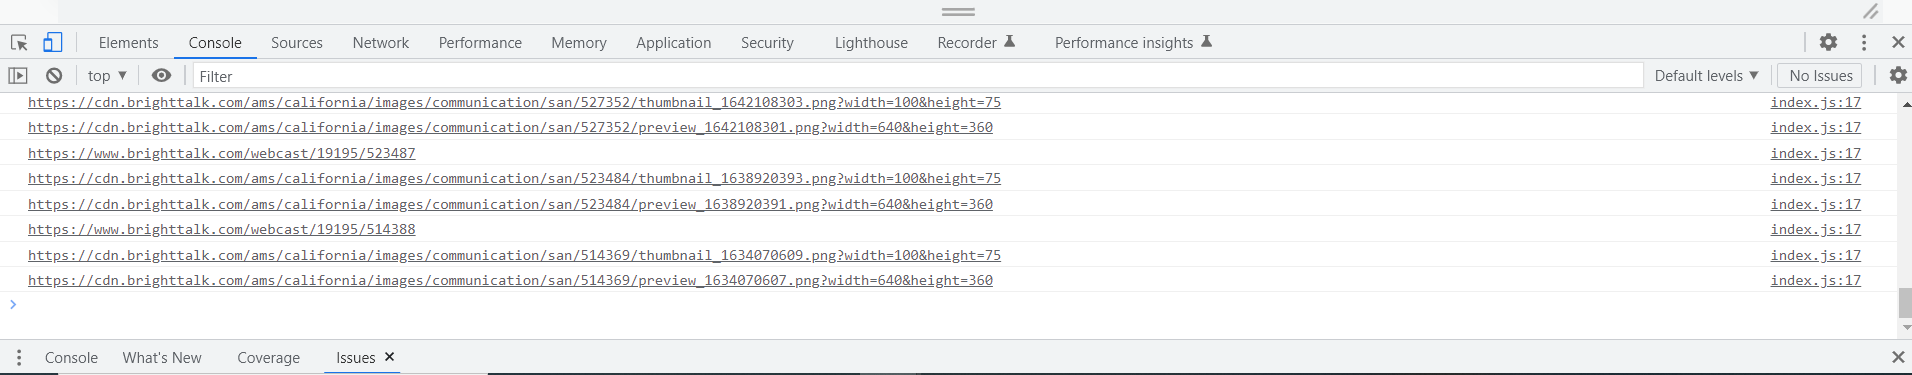 Elements Console Sources Network Performance Memory Application Security Lighthouse Recorder Performance insights
top Filter Default levels No Issues
https://cdn.brighttalk.com/ams/california/images/communication/san/527352/thumbnail_1642108303.png?width=100&height=75 index.js:17
https://cdn.brighttalk.com/ams/california/images/communication/san/527352/preview_1642108301.png?width=640&height=360 index.js:17
https://www.brighttalk.com/webcast/19195/523487 index.js:17
https://cdn.brighttalk.com/ams/california/images/communication/san/523484/thumbnail_1638920393.png?width=100&height=75 index.js:17
https://cdn.brighttalk.com/ams/california/images/communication/san/523484/preview_1638920391.png?width=640&height=360 index.js:17
https://www.brighttalk.com/webcast/19195/514388 index.js:17
https://cdn.brighttalk.com/ams/california/images/communication/san/514369/thumbnail_1634070609.png?width=100&height=75 index.js:17
https://cdn.brighttalk.com/ams/california/images/communication/san/514369/preview_1634070607.png?width=640&height=360 index.js:17
Console What's New Coverage Issues